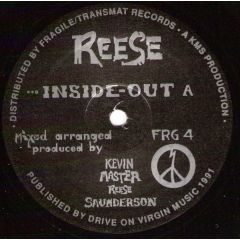 DISTRIBUTED BY FRAGILE/TRANSMAT RECORDS · A KMS PRODUCTION ·
REESE
... INSIDE-OUT A
Mixed arranged
produced by
FRG 4
KEVIN
MASTER
REESE
SAUNDERSON
PUBLISHED BY DRIVE ON VIRGIN MUSIC 1991